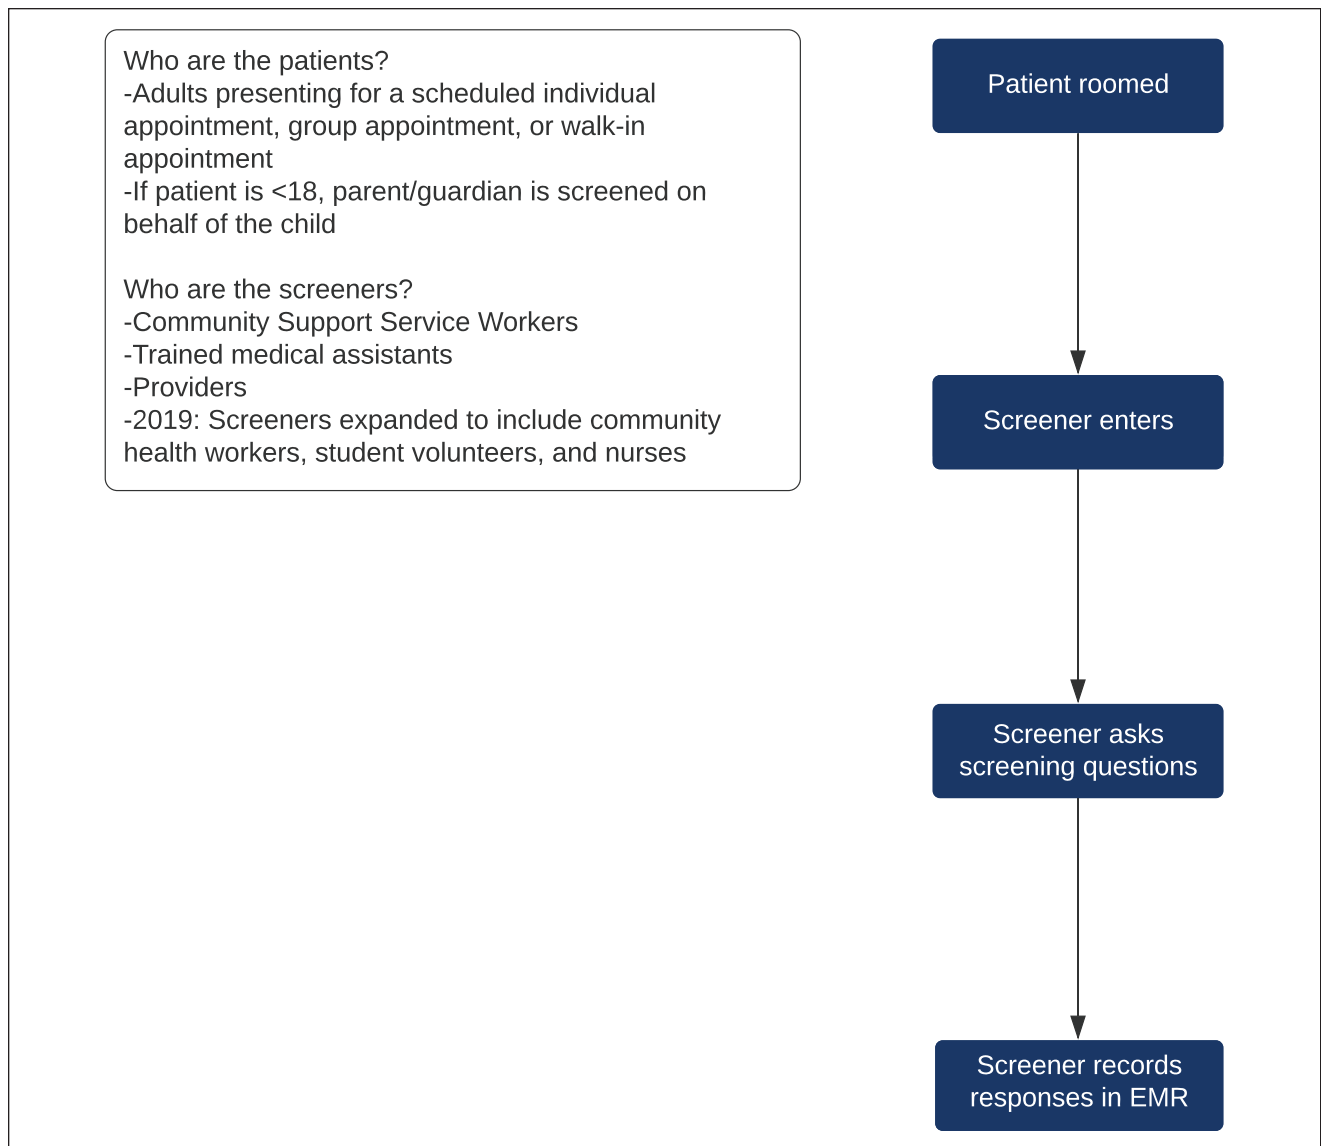 Who are the patients?
-Adults presenting for a scheduled individual
appointment, group appointment, or walk-in
appointment
-If patient is <18, parent/guardian is screened on
behalf of the child
Who are the screeners?
-Community Support Service Workers
-Trained medical assistants
-Providers
-2019: Screeners expanded to include community
health workers, student volunteers, and nurses
Patient roomed
Screener enters
Screener asks
screening questions
Screener records
responses in EMR